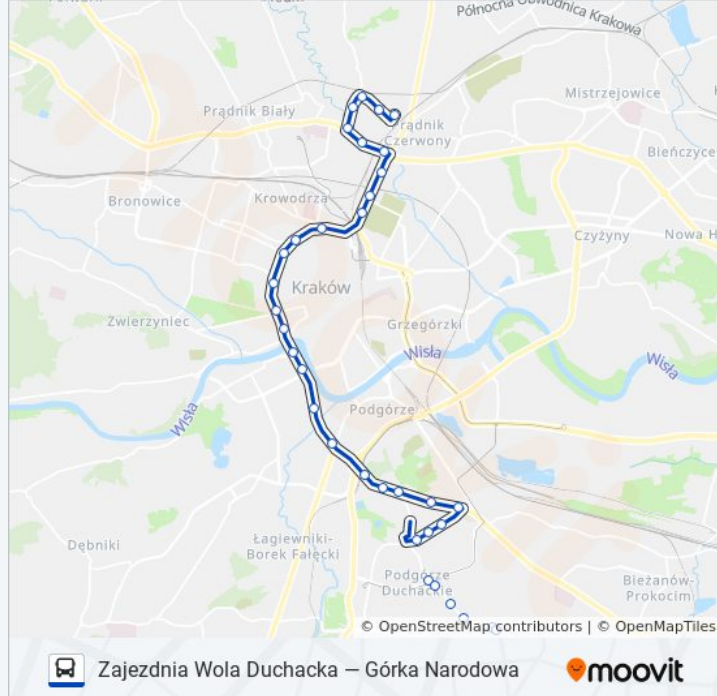 Północna Obwodnica Krakowa
Mistrzejowice
Prądnik Biały
Prądnik
Czerwony
Bieńczyce
Bronowice
Krowodrza
Czyżyny
Nowa H
Kraków
Zwierzyniec
Grzegórzki
Wisła
Wisła
Wisła
Podgórze
Dębniki
Łagiewniki-
Borek Fałęcki
Podgórze
Duchackie
Bieżanów-
Prokocim
© OpenStreetMap contributors | © OpenMapTiles
Zajezdnia Wola Duchacka — Górka Narodowa
moovit